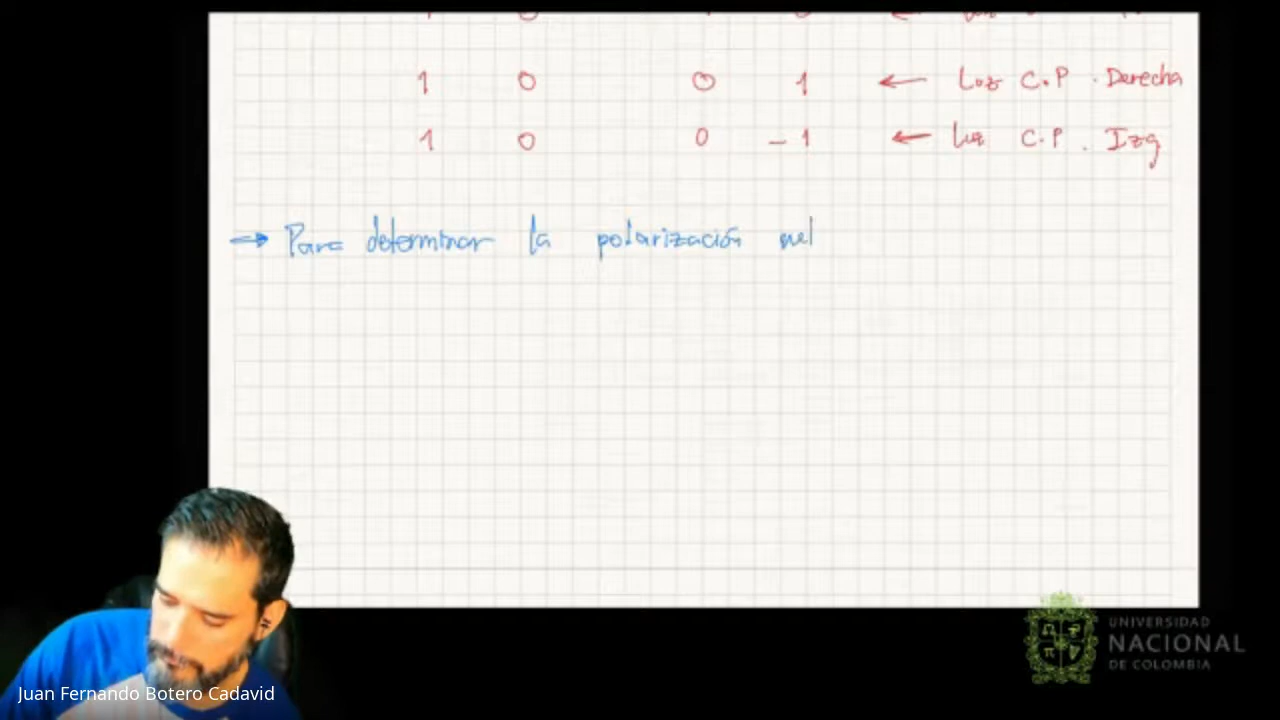 1 0 0 1 ← Luz C.P. Derecha
1 0 0 -1 ← Luz C.P. Izq
→ Para determinar la polarización
Juan Fernando Botero Cadavid
UNIVERSIDAD
NACIONAL
DE COLOMBIA